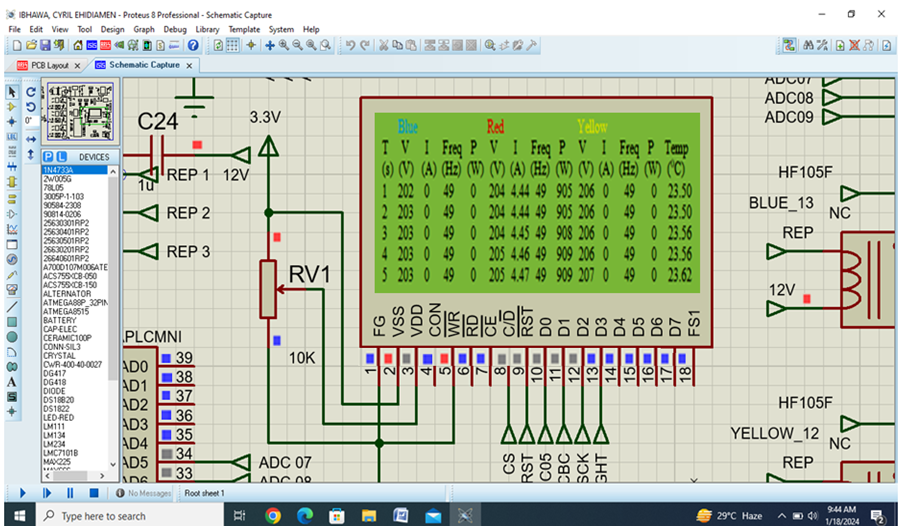 IBHAWA, CYRIL EHIDIAMEN - Proteus 8 Professional - Schematic Capture
File Edit View Tool Design Graph Debug Library Template System Help
PCB Layout x Schematic Capture x
P L DEVICES
1N4733A
2W005G
78L05
3005P-1-103
90584-2308
90814-0206
25630301RP2
25630401RP2
25630501RP2
26630201RP2
26640601RP2
A700D107M006ATE
ACS755XCB-050
ACS755XCB-150
ALTERNATOR
ATMEGA88P_32PIN
ATMEGA8515
BATTERY
CAP-ELEC
CERAMIC100P
CONN-SIL3
CRYSTAL
CWR-400-40-0027
DG417
DG418
DIODE
DS18B20
DS1822
LED-RED
LM111
LM134
LM234
LMC7101B
MAX225
C24
1u
12V
REP 1
REP 2
REP 3
3.3V
RV1
10K
PLCMNI
AD0 39
AD1 38
AD2 37
AD3 36
AD4 35
AD5 34
33
ADC 07
ADC 08
Blue Red Yellow
T V I Freq P V I Freq P V I Freq P Temp
(s) (V) (A) (Hz) (W) (V) (A) (Hz) (W) (V) (A) (Hz) (W) (°C)
1 202 0 49 0 204 4.44 49 905 206 0 49 0 23.50
2 203 0 49 0 204 4.44 49 905 206 0 49 0 23.50
3 203 0 49 0 204 4.45 49 908 206 0 49 0 23.56
4 203 0 49 0 205 4.46 49 909 206 0 49 0 23.56
5 203 0 49 0 205 4.47 49 909 207 0 49 0 23.62
FG VSS VDD CON WR RD CE C/D RST D0 D1 D2 D3 D4 D5 D6 D7 FS1
1 2 3 4 5 6 7 8 9 10 11 12 13 14 15 16 17 18
CS RST C05 CBC SCK GHT
ADC07
ADC08
ADC09
HF105F
BLUE_13
NC
REP
12V
HF105F
YELLOW_12
NC
REP
No Messages Root sheet 1
Type here to search
29°C Haze
9:44 AM
1/18/2024
2